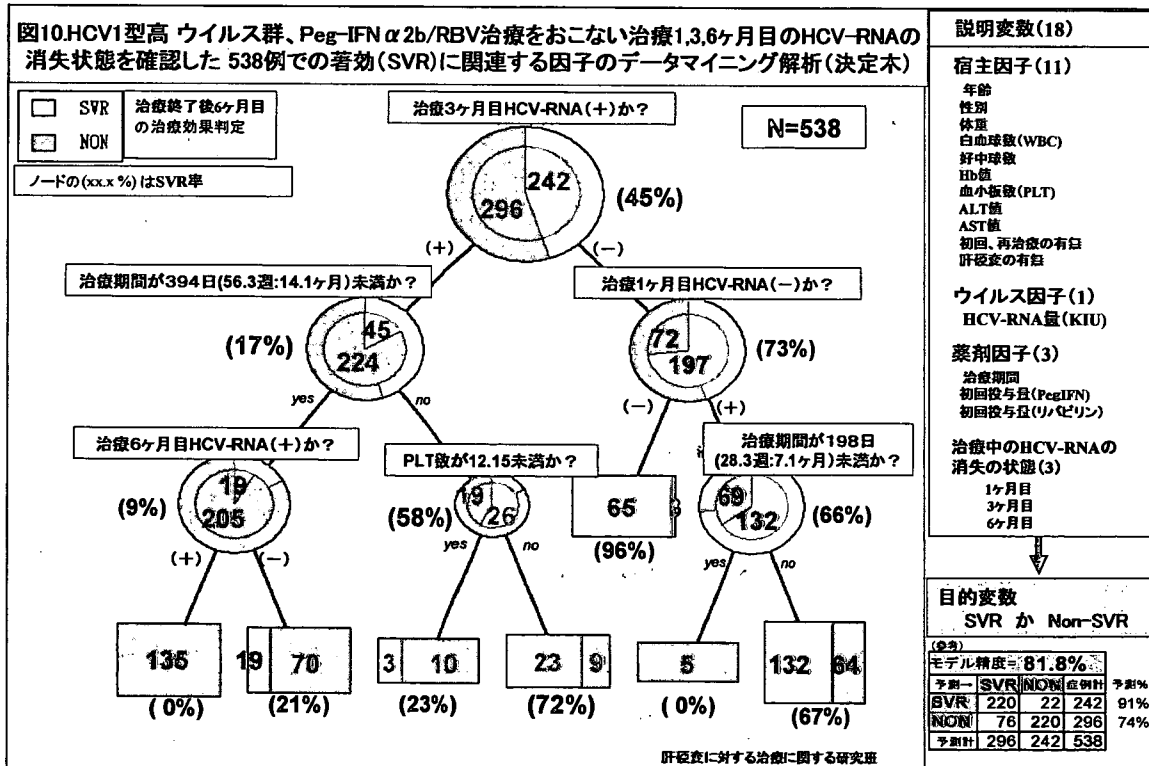 図10.HCV1型高 ウイルス群、Peg-IFNα2b/RBV治療をおこない治療1,3,6ヶ月目のHCV-RNAの
消失状態を確認した 538例での著効(SVR)に関連する因子のデータマイニング解析(決定木)
SVR
NON
治療終了後6ヶ月目
の治療効果判定
ノードの(xx.x %)はSVR率
治療3ヶ月目HCV-RNA(+)か?
N=538
242
296
(45%)
(+)
(-)
治療期間が394日(56.3週:14.1ヶ月)未満か?
治療1ヶ月目HCV-RNA(-)か?
(17%)
45
224
72
197
(73%)
yes
no
(-)
(+)
治療6ヶ月目HCV-RNA(+)か?
PLT数が12.15未満か?
治療期間が198日
(28.3週:7.1ヶ月)未満か?
(9%)
19
205
(58%)
19
26
65
3
(96%)
69
132
(66%)
(+)
(-)
yes
no
yes
no
135
19
70
3
10
23
9
5
132
64
(0%)
(21%)
(23%)
(72%)
(0%)
(67%)
肝硬変に対する治療に関する研究班
説明変数(18)
宿主因子(11)
年齢
性別
体重
白血球数(WBC)
好中球数
Hb値
血小板数(PLT)
ALT値
AST値
初回、再治療の有無
肝硬変の有無
ウイルス因子(1)
HCV-RNA量(KIU)
薬剤因子(3)
治療期間
初回投与量(PegIFN)
初回投与量(リバビリン)
治療中のHCV-RNAの
消失の状態(3)
1ヶ月目
3ヶ月目
6ヶ月目
目的変数
SVR か Non-SVR
(参考)
モデル精度= 81.8%
予測→ SVR NON 症例計 予測%
SVR 220 22 242 91%
NON 76 220 296 74%
予測計 296 242 538